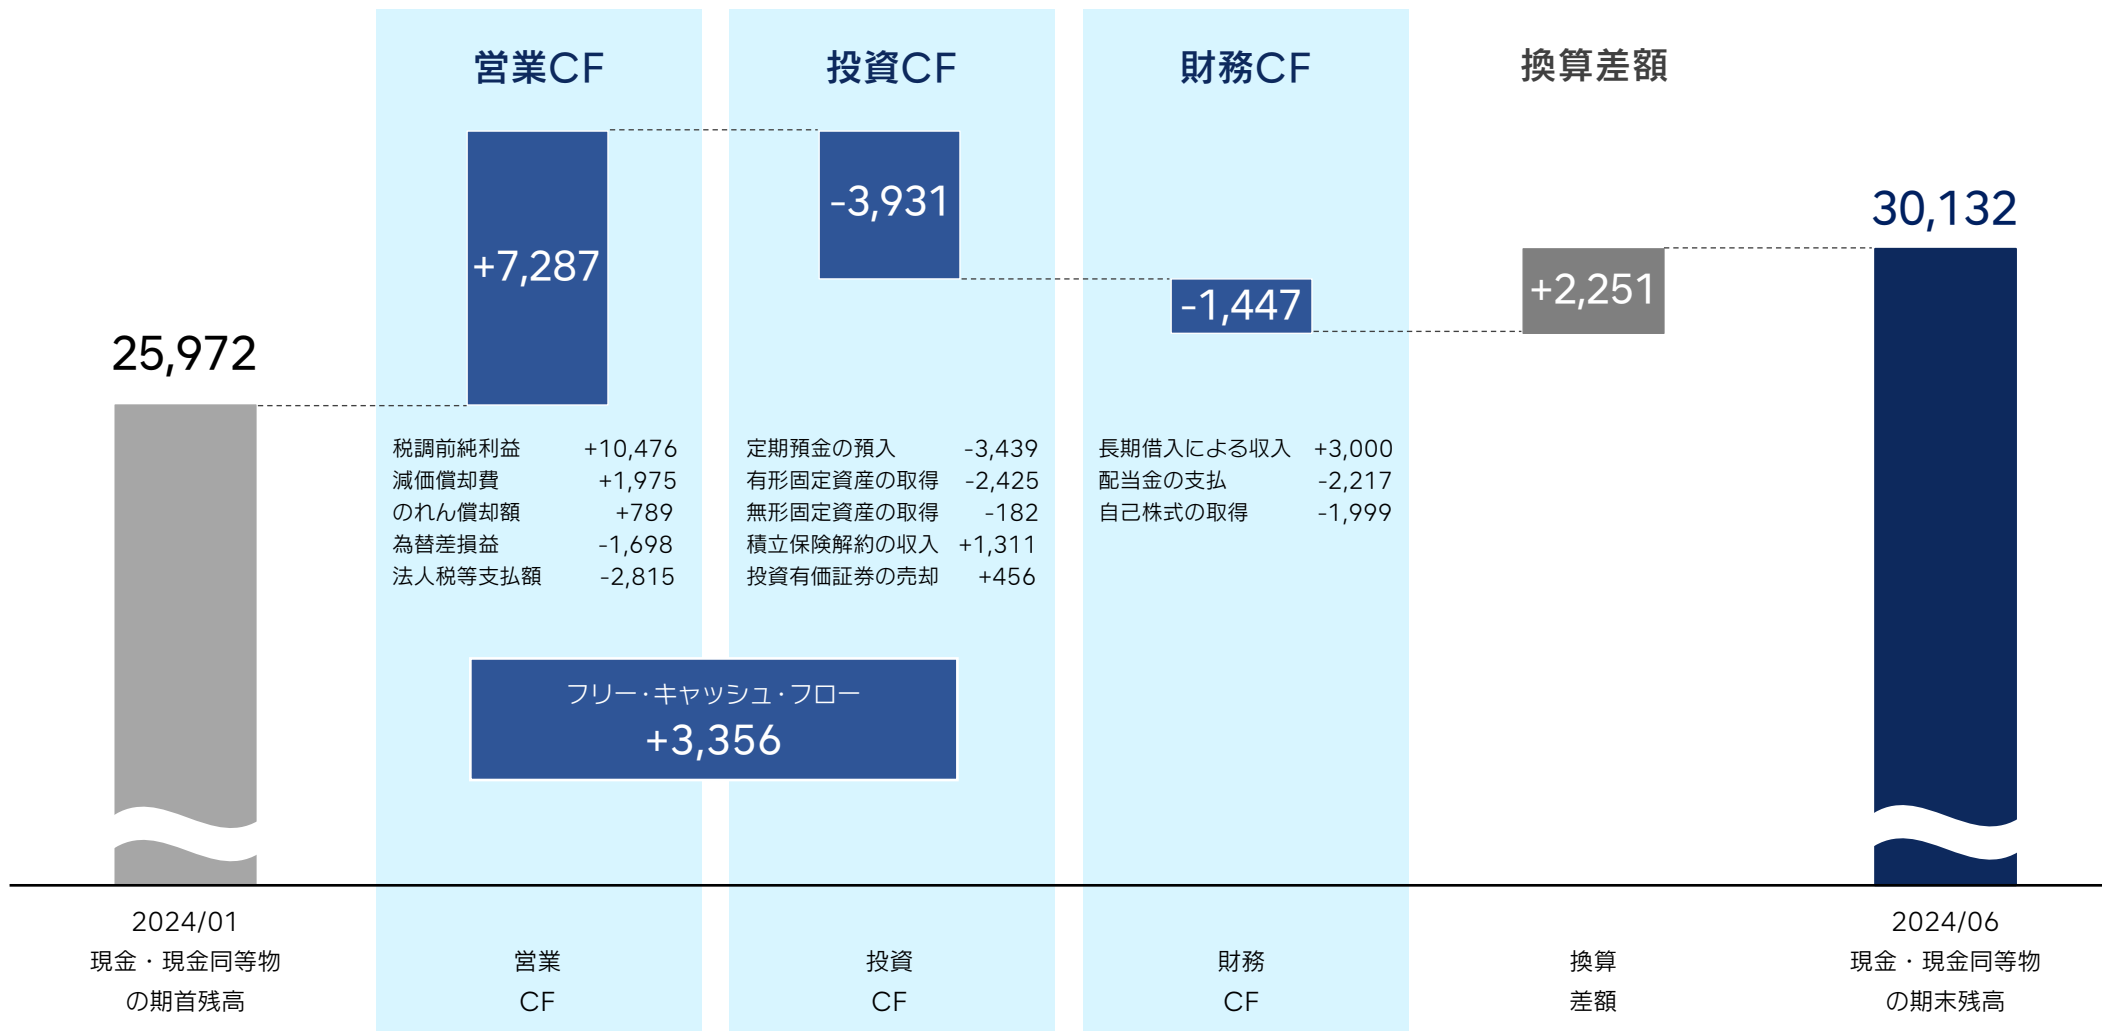 営業CF
投資CF
財務CF
換算差額
25,972
+7,287
-3,931
-1,447
+2,251
30,132
税調前純利益 +10,476
減価償却費 +1,975
のれん償却額 +789
為替差損益 -1,698
法人税等支払額 -2,815
定期預金の預入 -3,439
有形固定資産の取得 -2,425
無形固定資産の取得 -182
積立保険解約の収入 +1,311
投資有価証券の売却 +456
長期借入による収入 +3,000
配当金の支払 -2,217
自己株式の取得 -1,999
フリー・キャッシュ・フロー
+3,356
2024/01
現金・現金同等物
の期首残高
営業
CF
投資
CF
財務
CF
換算
差額
2024/06
現金・現金同等物
の期末残高